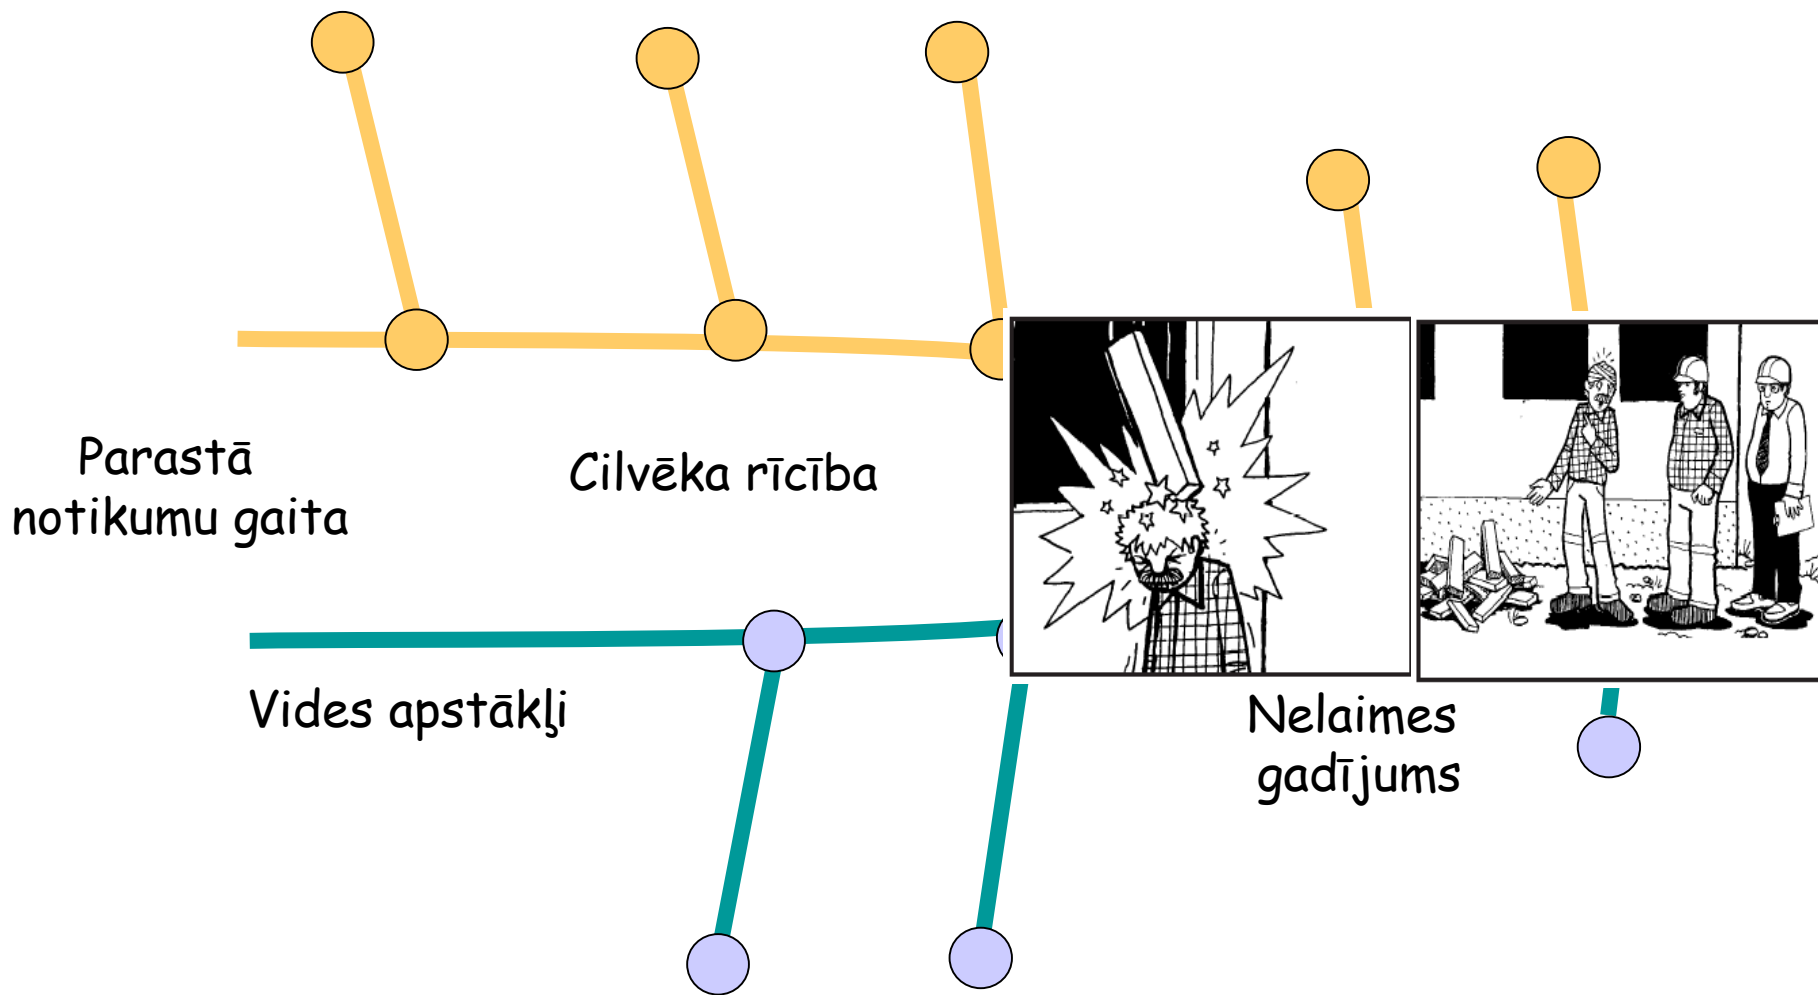 Parastā
notikumu gaita
Cilvēka rīcība
Vides apstākļi
Nelaimes
gadījums